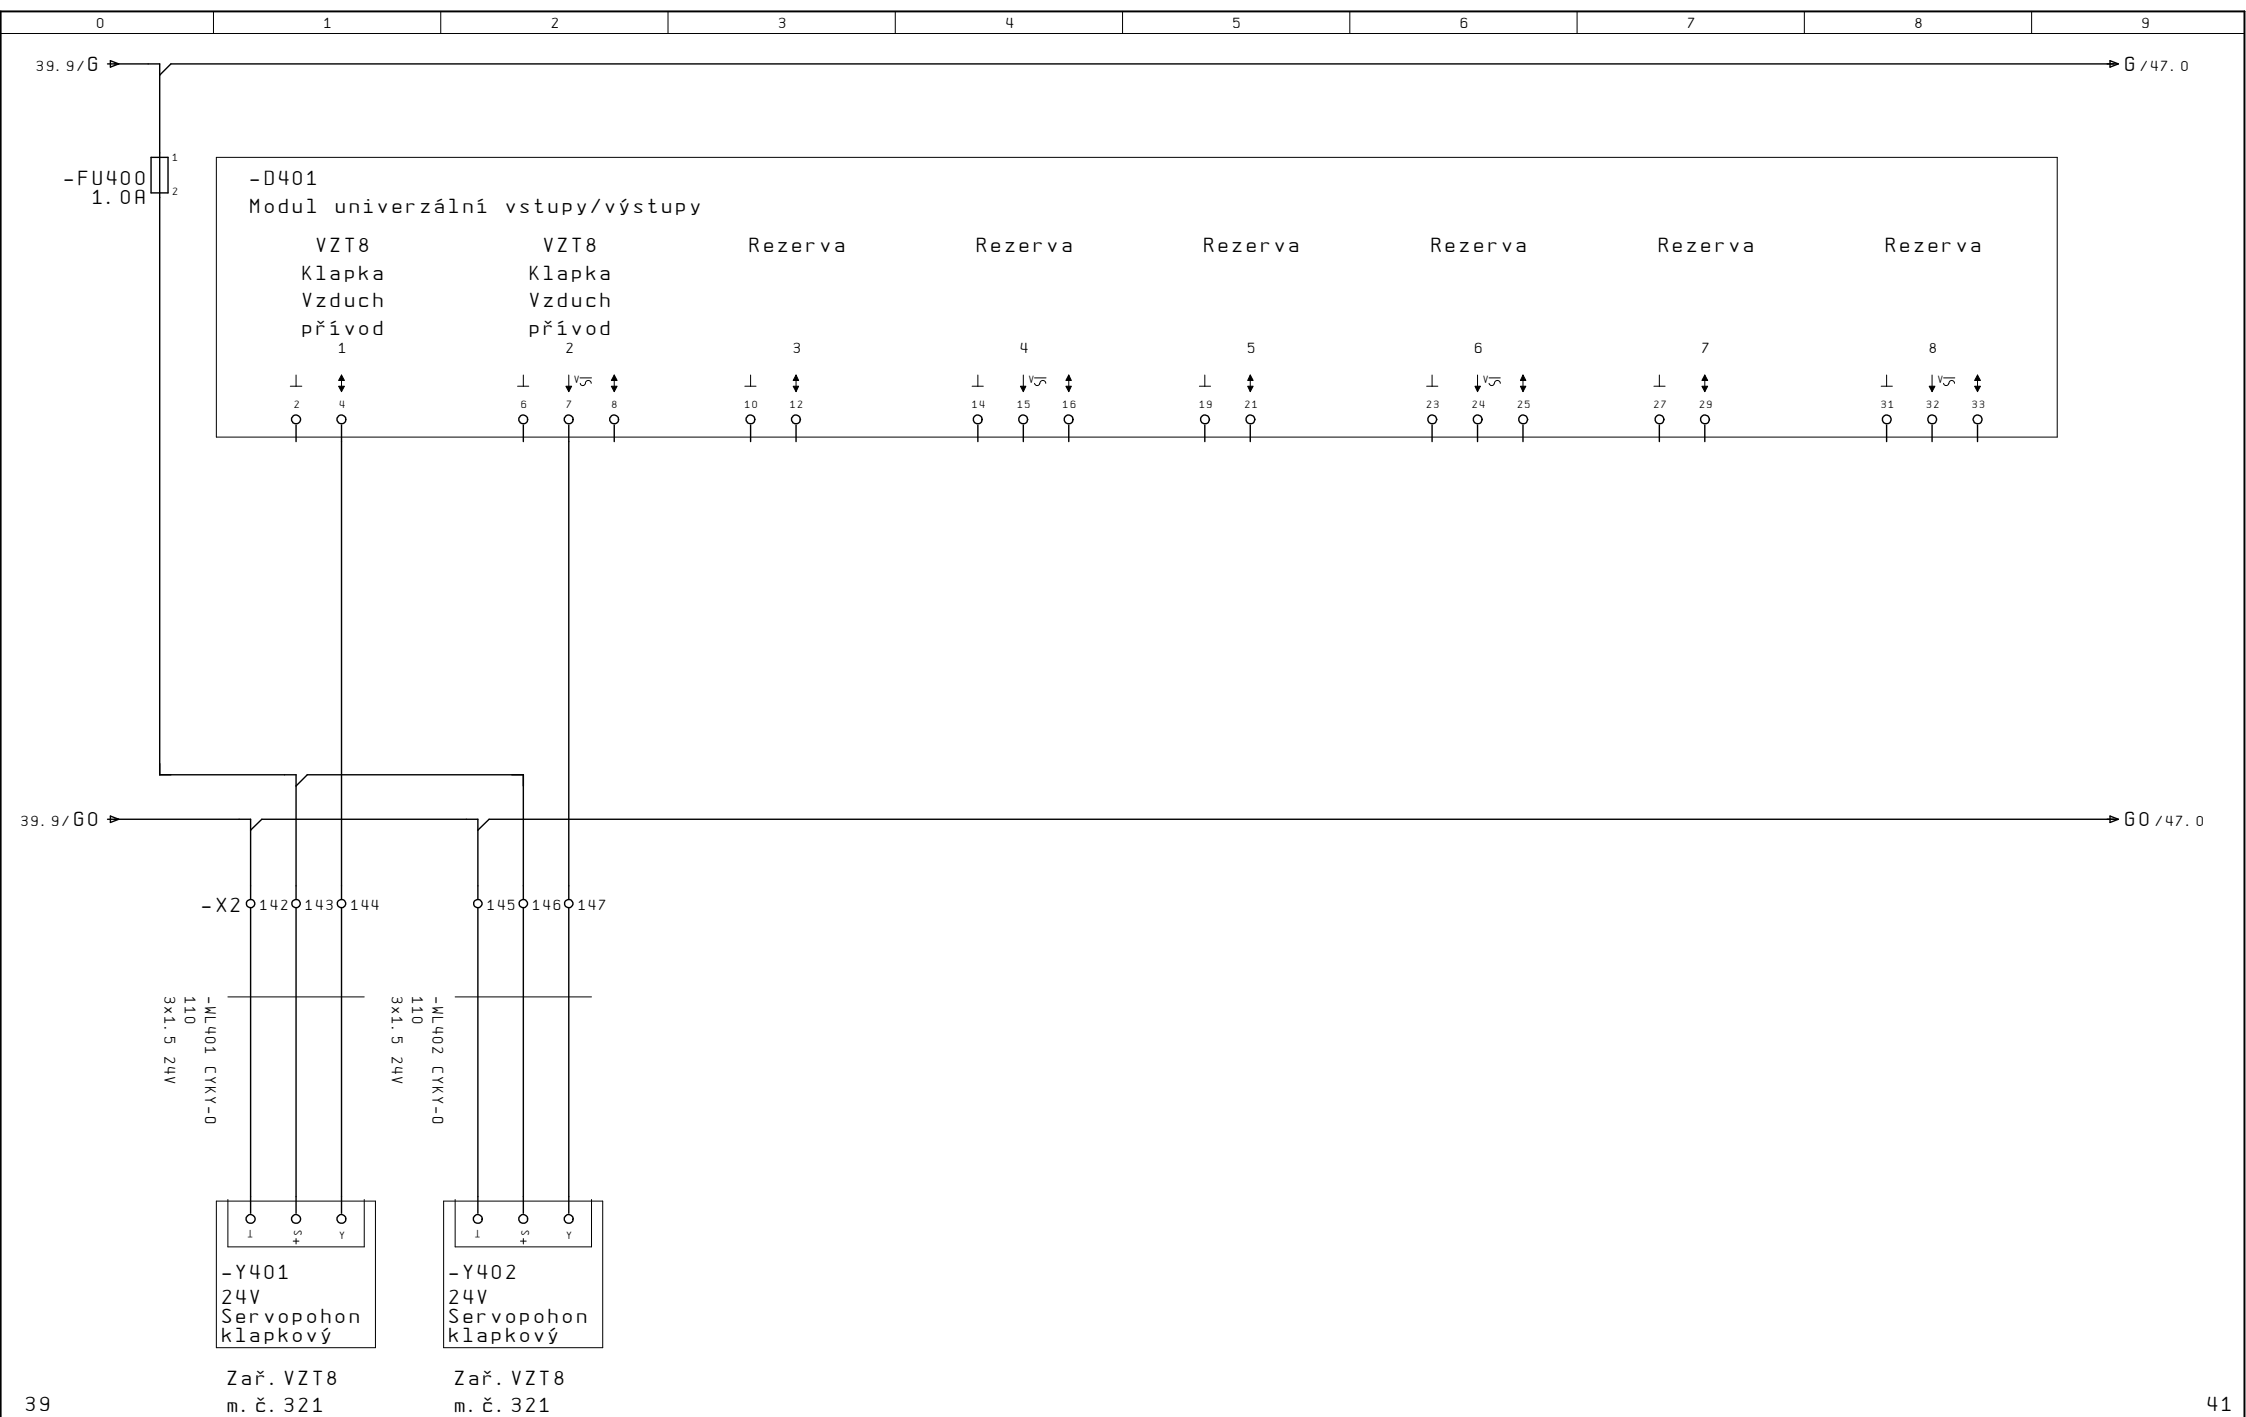 0 1 2 3 4 5 6 7 8 9
39.9/G G/47.0
-FU400
1.0A
1
2
-D401
Modul univerzální vstupy/výstupy
VZT8 VZT8 Rezerva Rezerva Rezerva Rezerva Rezerva Rezerva
Klapka Klapka
Vzduch Vzduch
přívod přívod
1 2 3 4 5 6 7 8
2 4 6 7 8 10 12 14 15 16 19 21 23 24 25 27 29 31 32 33
39.9/G0 G0/47.0
-X2 142 143 144 145 146 147
-WL401 CYKY-O
110
3x1.5 24V
-WL402 CYKY-O
110
3x1.5 24V
⊥ S+ Y ⊥ S+ Y
-Y401
24V
Servopohon
klapkový
-Y402
24V
Servopohon
klapkový
Zař.VZT8
m.č.321
Zař.VZT8
m.č.321
39 41